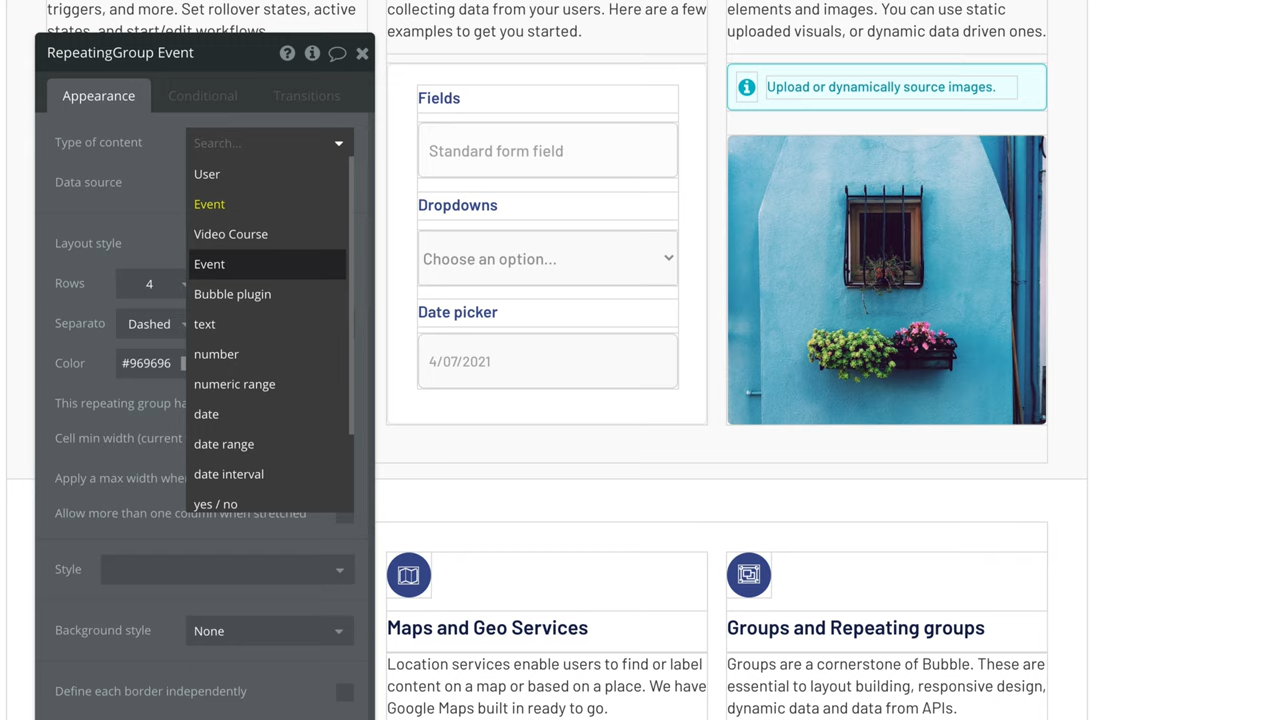 triggers, and more. Set rollover states, active
states, and start/edit workflows.
collecting data from your users. Here are a few
examples to get you started.
elements and images. You can use static
uploaded visuals, or dynamic data driven ones.
RepeatingGroup Event
Appearance
Conditional
Transitions
Type of content
Search...
Data source
User
Event
Video Course
Event
Bubble plugin
text
number
numeric range
date
date range
date interval
yes / no
Layout style
Rows
4
Separato
Dashed
Color
#969696
This repeating group ha
Cell min width (current
Apply a max width whe
Allow more than one column when stretched
Style
Background style
None
Define each border independently
Fields
Standard form field
Dropdowns
Choose an option...
Date picker
4/07/2021
Upload or dynamically source images.
Maps and Geo Services
Location services enable users to find or label
content on a map or based on a place. We have
Google Maps built in ready to go.
Groups and Repeating groups
Groups are a cornerstone of Bubble. These are
essential to layout building, responsive design,
dynamic data and data from APIs.